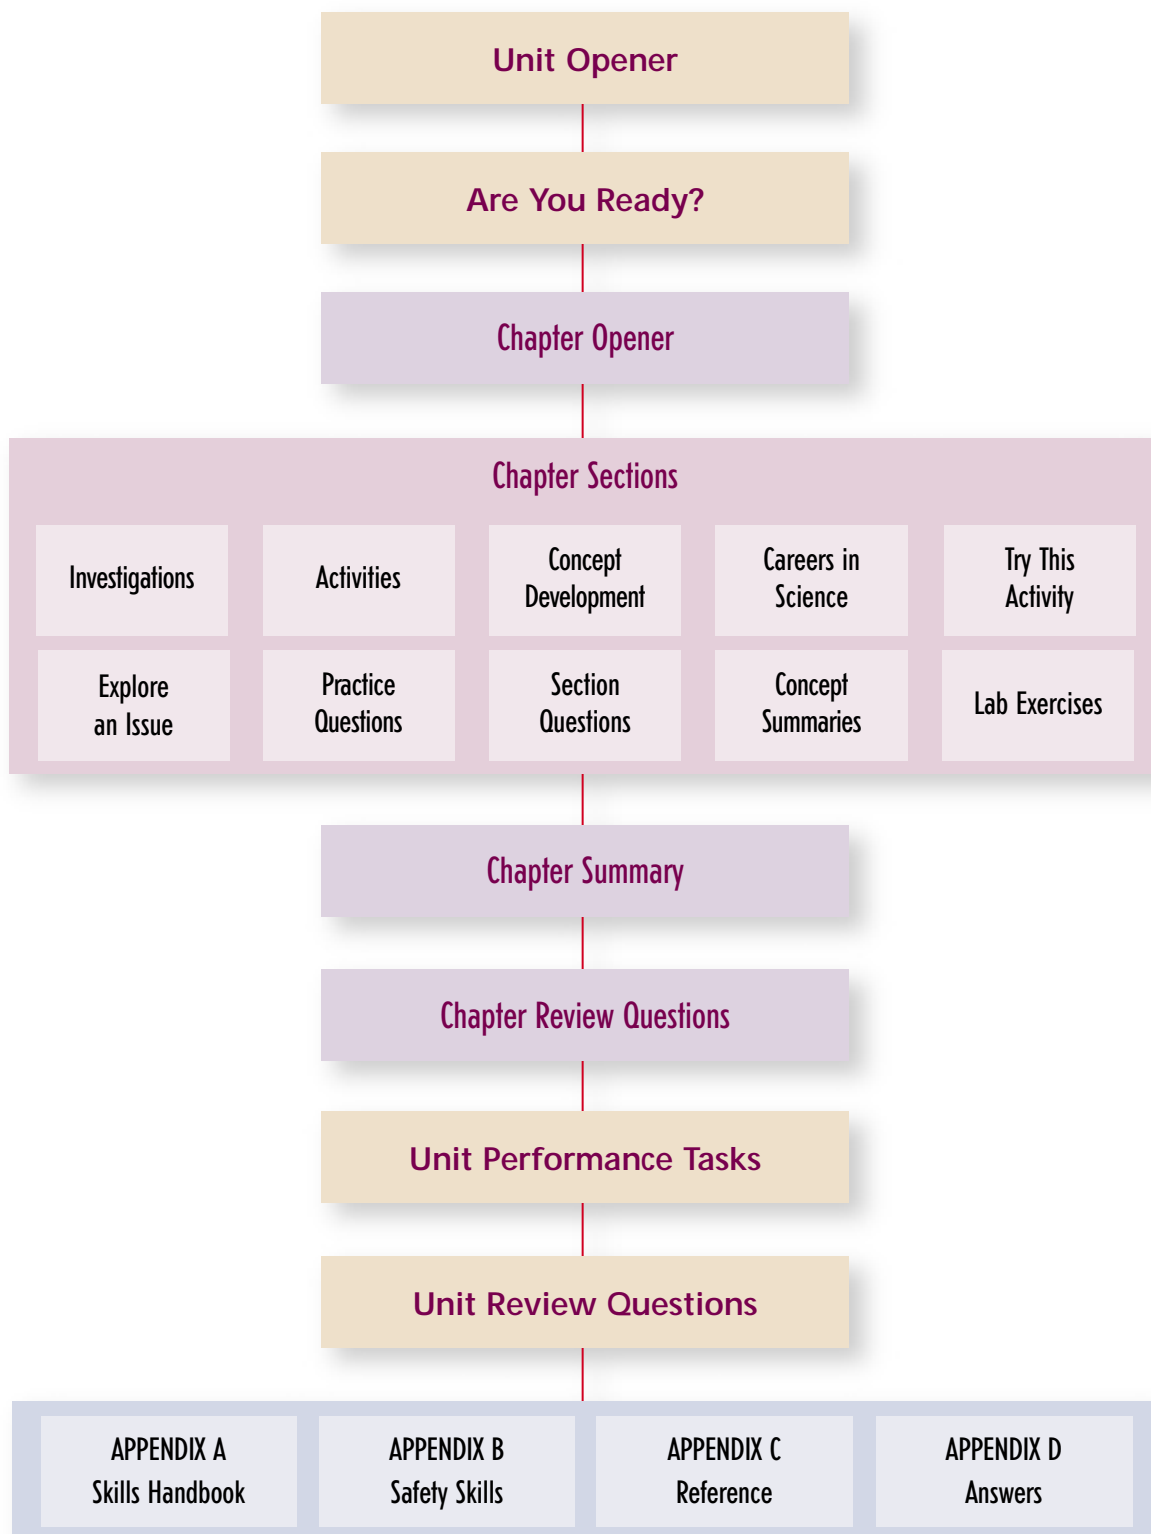 Unit Opener
Are You Ready?
Chapter Opener
Chapter Sections
Investigations
Activities
Concept
Development
Careers in
Science
Try This
Activity
Explore
an Issue
Practice
Questions
Section
Questions
Concept
Summaries
Lab Exercises
Chapter Summary
Chapter Review Questions
Unit Performance Tasks
Unit Review Questions
APPENDIX A
Skills Handbook
APPENDIX B
Safety Skills
APPENDIX C
Reference
APPENDIX D
Answers